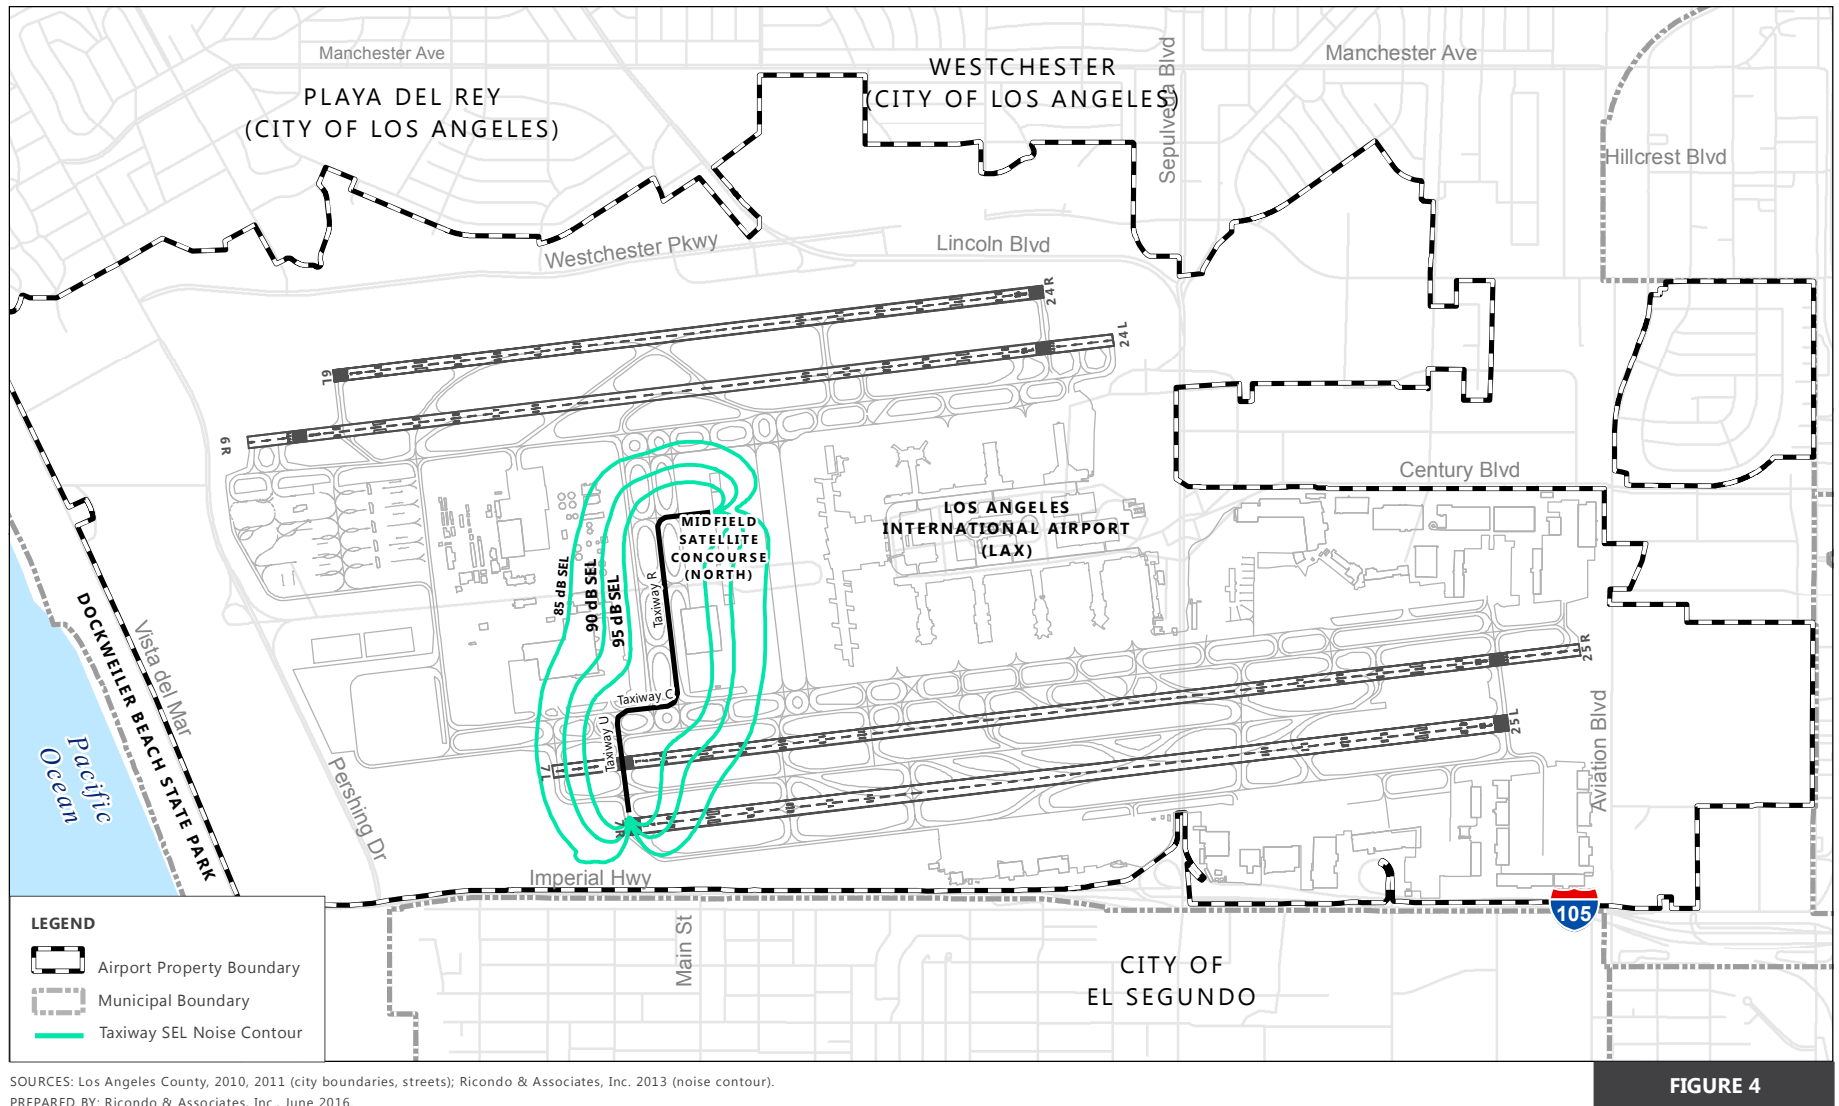 Manchester Ave
Manchester Ave
WESTCHESTER
(CITY OF LOS ANGELES)
PLAYA DEL REY
(CITY OF LOS ANGELES)
Sepulveda Blvd
Hillcrest Blvd
Westchester Pkwy
Lincoln Blvd
24R
24L
6L
6R
Century Blvd
LOS ANGELES
INTERNATIONAL AIRPORT
(LAX)
MIDFIELD
SATELLITE
CONCOURSE
(NORTH)
85 dB SEL
90 dB SEL
95 dB SEL
Taxiway R
Taxiway C
Taxiway U
7L
7R
25R
25L
Aviation Blvd
DOCKWEILER BEACH STATE PARK
Vista del Mar
Pacific
Ocean
Pershing Dr
Imperial Hwy
Main St
105
CITY OF
EL SEGUNDO
LEGEND
Airport Property Boundary
Municipal Boundary
Taxiway SEL Noise Contour
SOURCES: Los Angeles County, 2010, 2011 (city boundaries, streets); Ricondo & Associates, Inc. 2013 (noise contour).
PREPARED BY: Ricondo & Associates, Inc., June 2016.
FIGURE 4